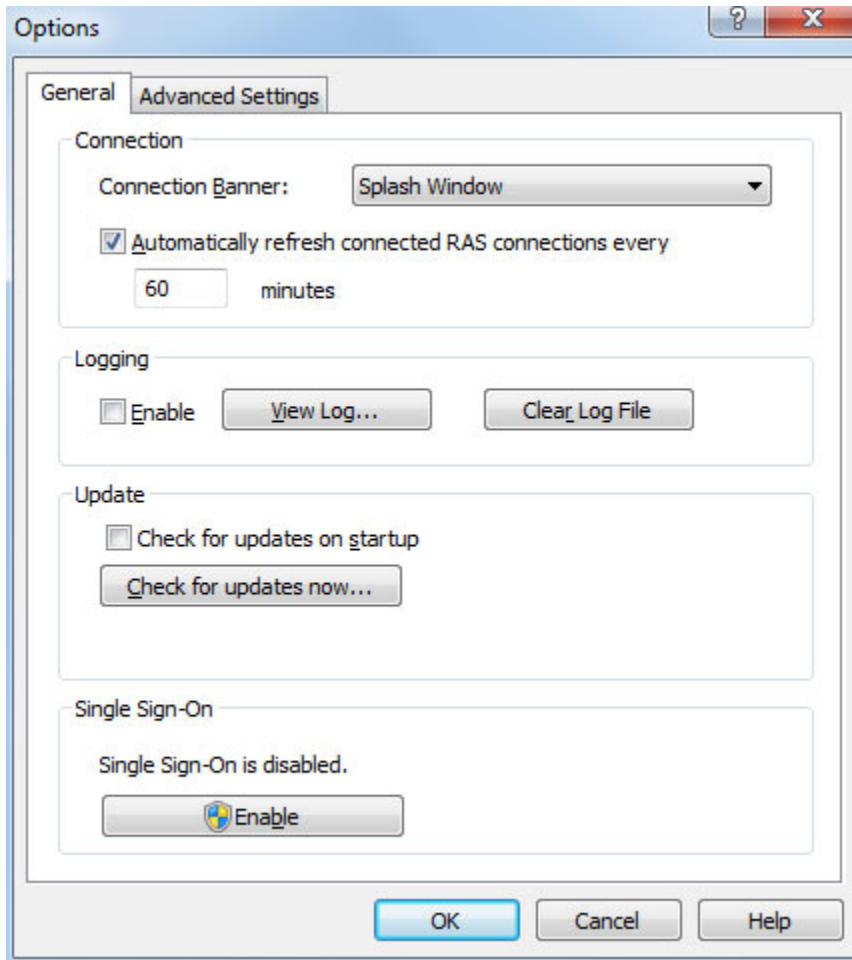 Options
General Advanced Settings
Connection
Connection Banner: Splash Window
Automatically refresh connected RAS connections every
60 minutes
Logging
Enable View Log... Clear Log File
Update
Check for updates on startup
Check for updates now...
Single Sign-On
Single Sign-On is disabled.
Enable
OK Cancel Help